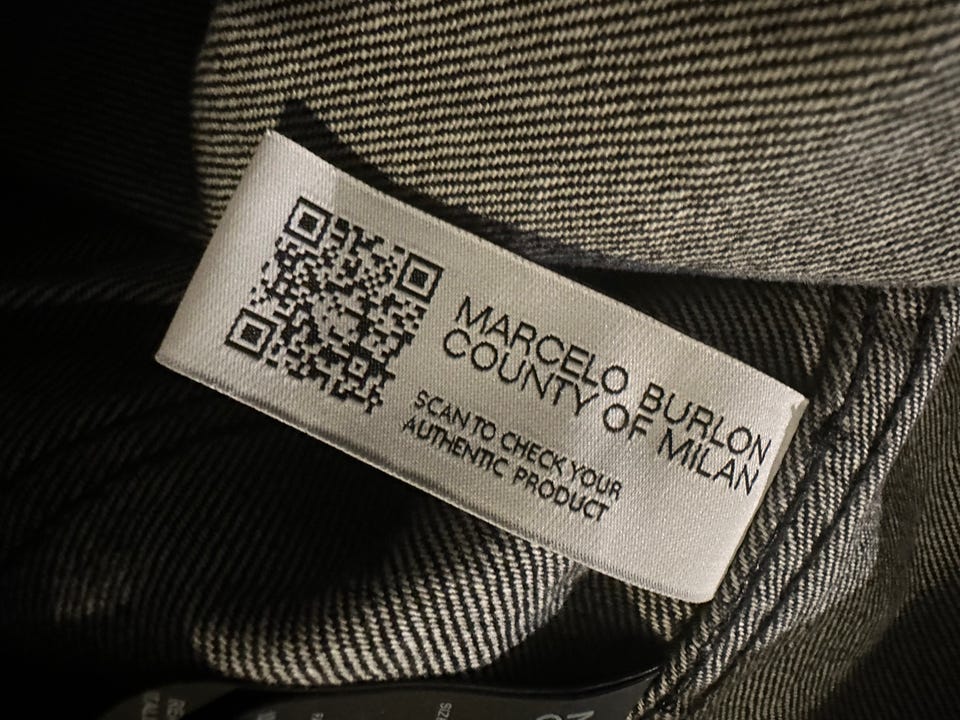 MARCELO BURLON
COUNTY OF MILAN
SCAN TO CHECK YOUR
AUTHENTIC PRODUCT